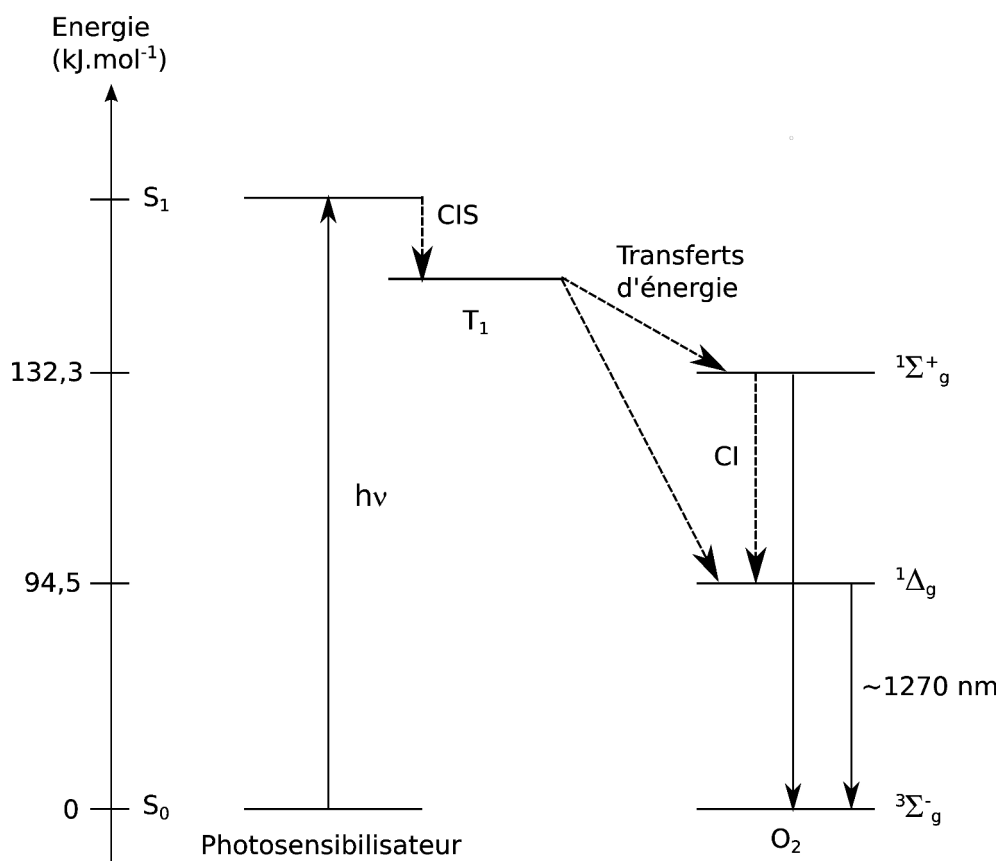 Energie
(kJ.mol⁻¹)
S₁
CIS
Transferts
d'énergie
T₁
132,3
¹Σ⁺g
CI
hν
94,5
¹Δg
~1270 nm
0
S₀
³Σ⁻g
Photosensibilisateur
O₂